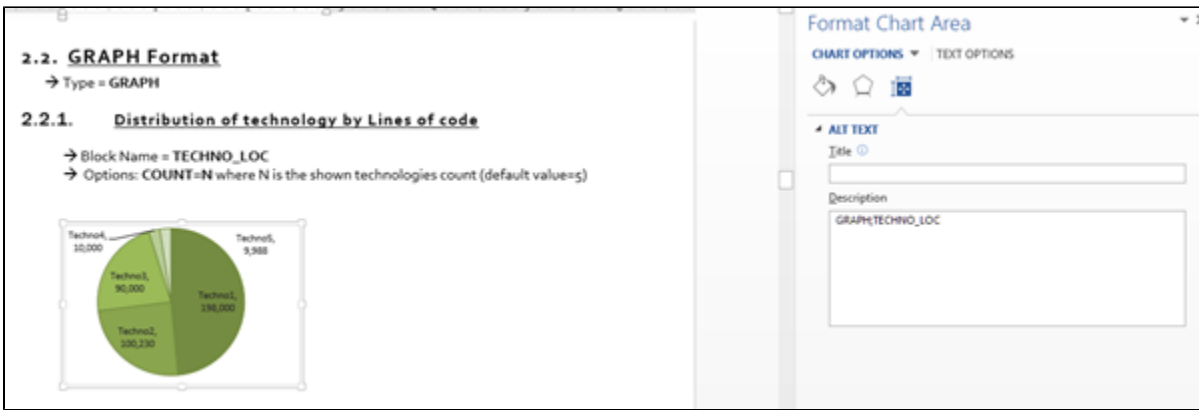 2.2. GRAPH Format
→ Type = GRAPH
2.2.1. Distribution of technology by Lines of code
→ Block Name = TECHNO_LOC
→ Options: COUNT=N where N is the shown technologies count (default value=5)
Techno4,
10,000
Techno5,
9,988
Techno3,
90,000
Techno1,
198,000
Techno2,
100,230
Format Chart Area
CHART OPTIONS
TEXT OPTIONS
ALT TEXT
Title
Description
GRAPH;TECHNO_LOC